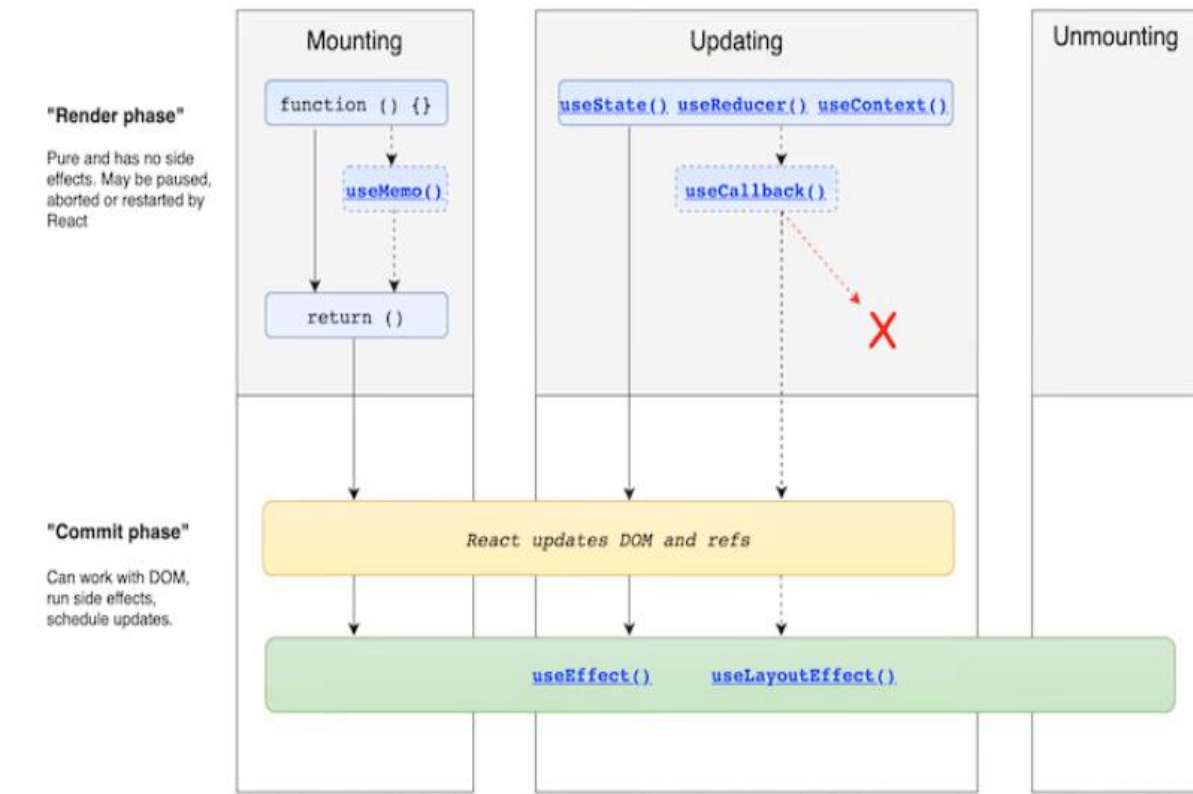 Mounting
Updating
Unmounting
"Render phase"
Pure and has no side
effects. May be paused,
aborted or restarted by
React
function () {}
useMemo()
return ()
useState() useReducer() useContext()
useCallback()
X
"Commit phase"
Can work with DOM,
run side effects,
schedule updates.
React updates DOM and refs
useEffect() useLayoutEffect()